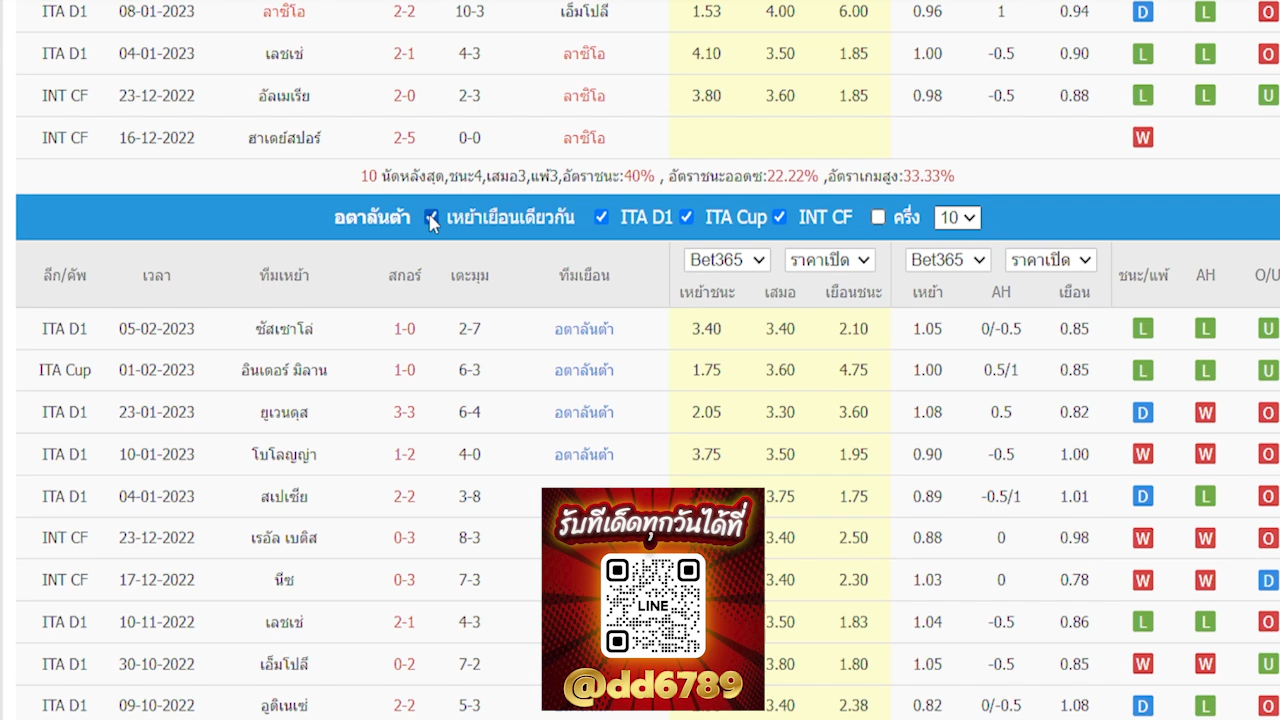 ITA D1 08-01-2023 ลาซิโอ 2-2 10-3 เอ็มโปลี 1.53 4.00 6.00 0.96 1 0.94 D L O
ITA D1 04-01-2023 เลชเช่ 2-1 4-3 ลาซิโอ 4.10 3.50 1.85 1.00 -0.5 0.90 L L O
INT CF 23-12-2022 อัลเมเรีย 2-0 2-3 ลาซิโอ 3.80 3.60 1.85 0.98 -0.5 0.88 L L U
INT CF 16-12-2022 ฮาเตย์สปอร์ 2-5 0-0 ลาซิโอ W
10 นัดหลังสุด,ชนะ4,เสมอ3,แพ้3,อัตราชนะ:40% , อัตราชนะออดซ:22.22% ,อัตราเกมสูง:33.33%
อตาลันต้า เหย้าเยือนเดียวกัน ITA D1 ITA Cup INT CF ครึ่ง 10
Bet365 ราคาเปิด Bet365 ราคาเปิด
ลีก/คัพ เวลา ทีมเหย้า สกอร์ เตะมุม ทีมเยือน ชนะ/แพ้ AH O/U
เหย้าชนะ เสมอ เยือนชนะ เหย้า AH เยือน
ITA D1 05-02-2023 ซัสเซาโล่ 1-0 2-7 อตาลันต้า 3.40 3.40 2.10 1.05 0/-0.5 0.85 L L U
ITA Cup 01-02-2023 อินเตอร์ มิลาน 1-0 6-3 อตาลันต้า 1.75 3.60 4.75 1.00 0.5/1 0.85 L L U
ITA D1 23-01-2023 ยูเวนตุส 3-3 6-4 อตาลันต้า 2.05 3.30 3.60 1.08 0.5 0.82 D W O
ITA D1 10-01-2023 โบโลญญ่า 1-2 4-0 อตาลันต้า 3.75 3.50 1.95 0.90 -0.5 1.00 W W O
ITA D1 04-01-2023 สเปเซีย 2-2 3-8 3.75 1.75 0.89 -0.5/1 1.01 D L O
INT CF 23-12-2022 เรอัล เบติส 0-3 8-3 3.40 2.50 0.88 0 0.98 W W O
INT CF 17-12-2022 นีซ 0-3 7-3 3.40 2.30 1.03 0 0.78 W W D
ITA D1 10-11-2022 เลชเช่ 2-1 4-3 3.50 1.83 1.04 -0.5 0.86 L L O
ITA D1 30-10-2022 เอ็มโปลี 0-2 7-2 3.80 1.80 1.05 -0.5 0.85 W W U
ITA D1 09-10-2022 อูดิเนเซ่ 2-2 5-3 3.40 2.38 0.82 0/-0.5 1.08 D L O
รับทีเด็ดทุกวันได้ที่
LINE
@dd6789